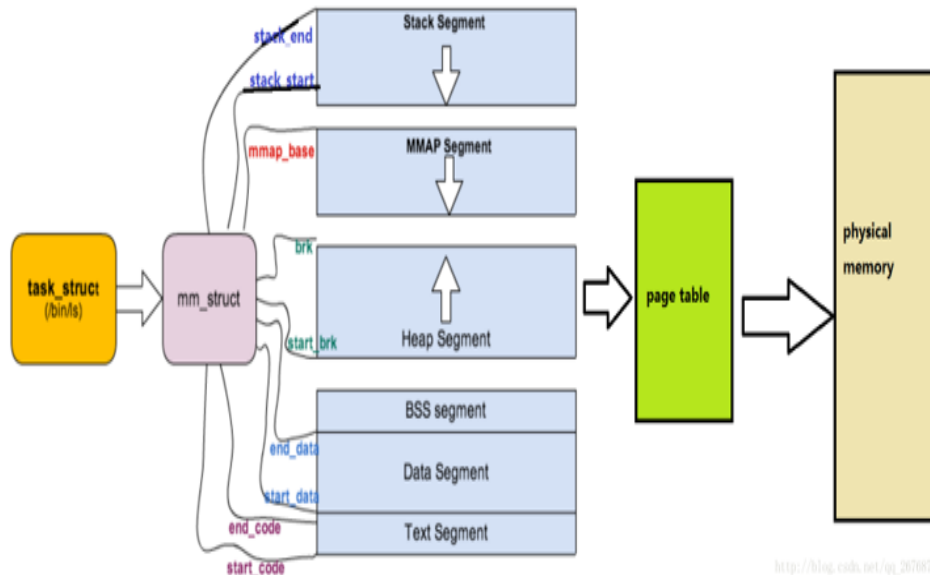 stack_end
Stack Segment
stack_start
mmap_base
MMAP Segment
brk
task_struct
(/bin/ls)
mm_struct
start_brk
Heap Segment
page table
physical
memory
BSS segment
end_data
Data Segment
start_data
end_code
Text Segment
start_code